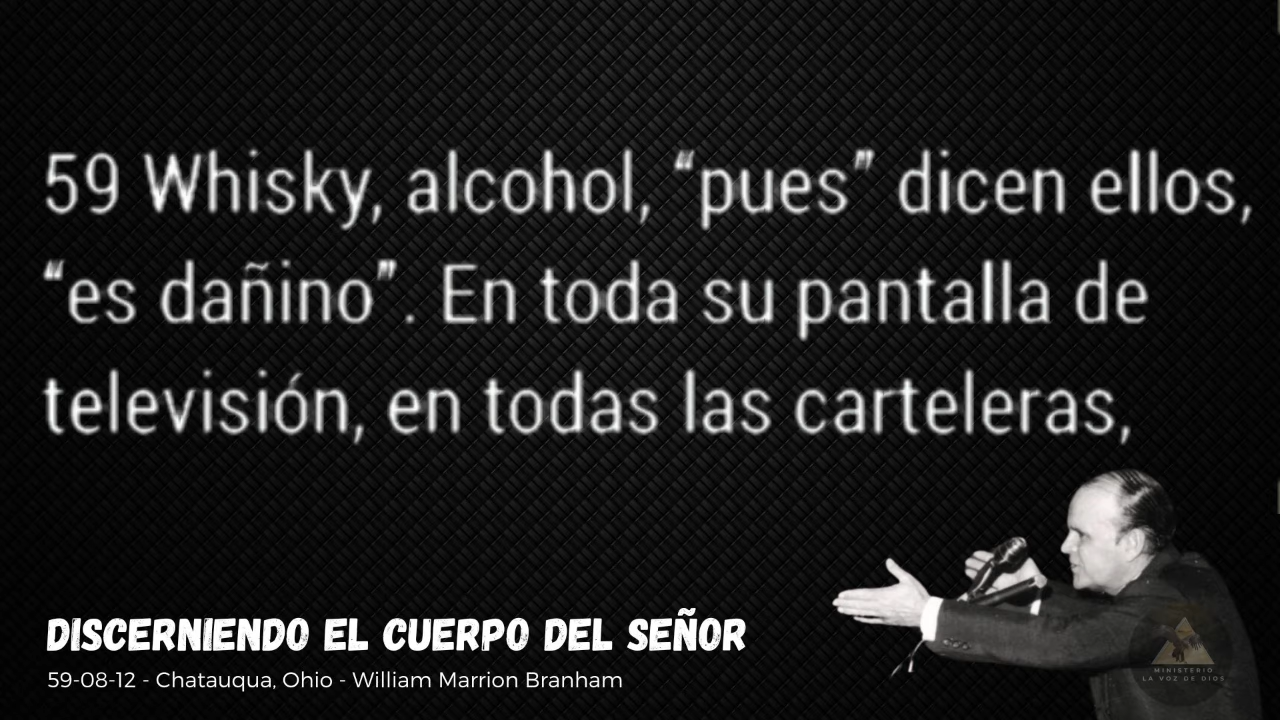 59 Whisky, alcohol, “pues” dicen ellos,
“es dañino”. En toda su pantalla de
televisión, en todas las carteleras,
DISCERNIENDO EL CUERPO DEL SEÑOR
59-08-12 - Chatauqua, Ohio - William Marrion Branham
MINISTERIO
LA VOZ DE DIOS